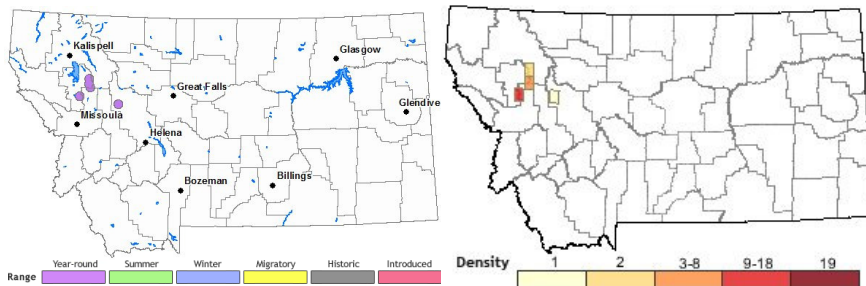 Kalispell
Glasgow
Great Falls
Glendive
Missoula
Helena
Bozeman
Billings
Range Year-round Summer Winter Migratory Historic Introduced
Density 1 2 3-8 9-18 19